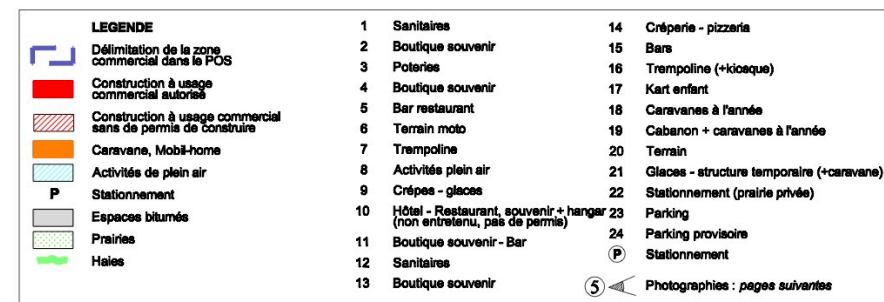 LEGENDE
Délimitation de la zone
commercial dans le POS
Construction à usage
commercial autorisé
Construction à usage commercial
sans de permis de construire
Caravane, Mobil-home
Activités de plein air
P Stationnement
Espaces bitumés
Prairies
Haies
1 Sanitaires
2 Boutique souvenir
3 Poteries
4 Boutique souvenir
5 Bar restaurant
6 Terrain moto
7 Trempoline
8 Activités plein air
9 Crépes - glaces
10 Hôtel - Restaurant, souvenir + hangar
(non entretenu, pas de permis)
11 Boutique souvenir - Bar
12 Sanitaires
13 Boutique souvenir
14 Créperie - pizzeria
15 Bars
16 Trempoline (+kiosque)
17 Kart enfant
18 Caravanes à l'année
19 Cabanon + caravanes à l'année
20 Terrain
21 Glaces - structure temporaire (+caravane)
22 Stationnement (prairie privée)
23 Parking
24 Parking provisoire
P Stationnement
5 Photographies : pages suivantes